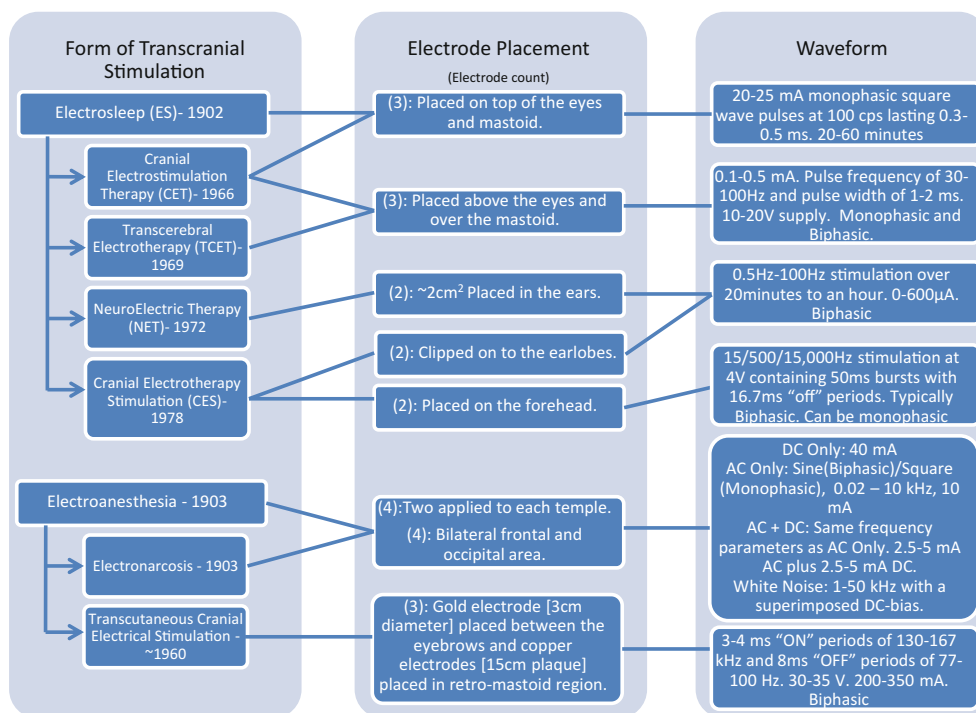 Form of Transcranial
Stimulation
Electrosleep (ES)- 1902
Cranial
Electrostimulation
Therapy (CET)- 1966
Transcerebral
Electrotherapy (TCET)-
1969
NeuroElectric Therapy
(NET)- 1972
Cranial Electrotherapy
Stimulation (CES)-
1978
Electroanesthesia - 1903
Electronarcosis - 1903
Transcutaneous Cranial
Electrical Stimulation -
~1960
Electrode Placement
(Electrode count)
(3): Placed on top of the eyes
and mastoid.
(3): Placed above the eyes and
over the mastoid.
(2): ~2cm² Placed in the ears.
(2): Clipped on to the earlobes.
(2): Placed on the forehead.
(4):Two applied to each temple.
(4): Bilateral frontal and
occipital area.
(3): Gold electrode [3cm
diameter] placed between the
eyebrows and copper
electrodes [15cm plaque]
placed in retro-mastoid region.
Waveform
20-25 mA monophasic square
wave pulses at 100 cps lasting 0.3-
0.5 ms. 20-60 minutes
0.1-0.5 mA. Pulse frequency of 30-
100Hz and pulse width of 1-2 ms.
10-20V supply. Monophasic and
Biphasic.
0.5Hz-100Hz stimulation over
20minutes to an hour. 0-600µA.
Biphasic
15/500/15,000Hz stimulation at
4V containing 50ms bursts with
16.7ms “off” periods. Typically
Biphasic. Can be monophasic
DC Only: 40 mA
AC Only: Sine(Biphasic)/Square
(Monophasic), 0.02 – 10 kHz, 10
mA
AC + DC: Same frequency
parameters as AC Only. 2.5-5 mA
AC plus 2.5-5 mA DC.
White Noise: 1-50 kHz with a
superimposed DC-bias.
3-4 ms “ON” periods of 130-167
kHz and 8ms “OFF” periods of 77-
100 Hz. 30-35 V. 200-350 mA.
Biphasic